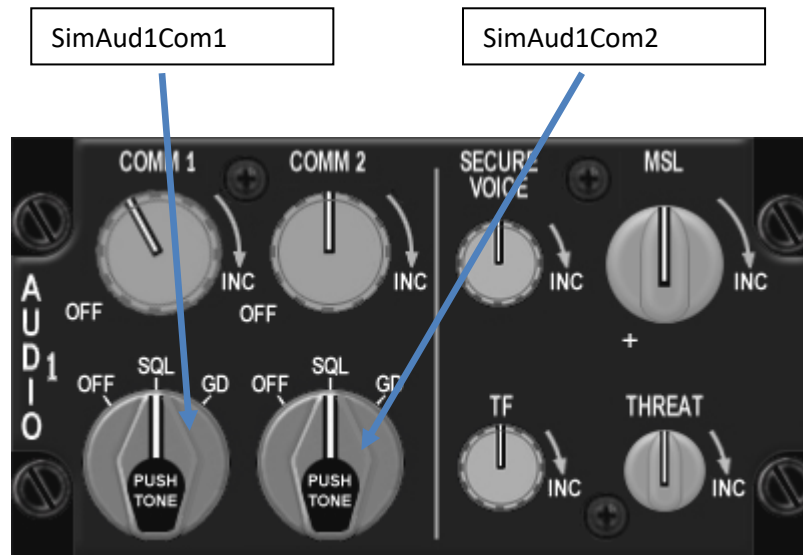 SimAud1Com1
SimAud1Com2
COMM 1
COMM 2
SECURE
VOICE
MSL
INC
INC
INC
INC
OFF
OFF
AUDIO 1
OFF
SQL
GD
OFF
SQL
GD
TF
THREAT
PUSH
TONE
PUSH
TONE
INC
INC
+